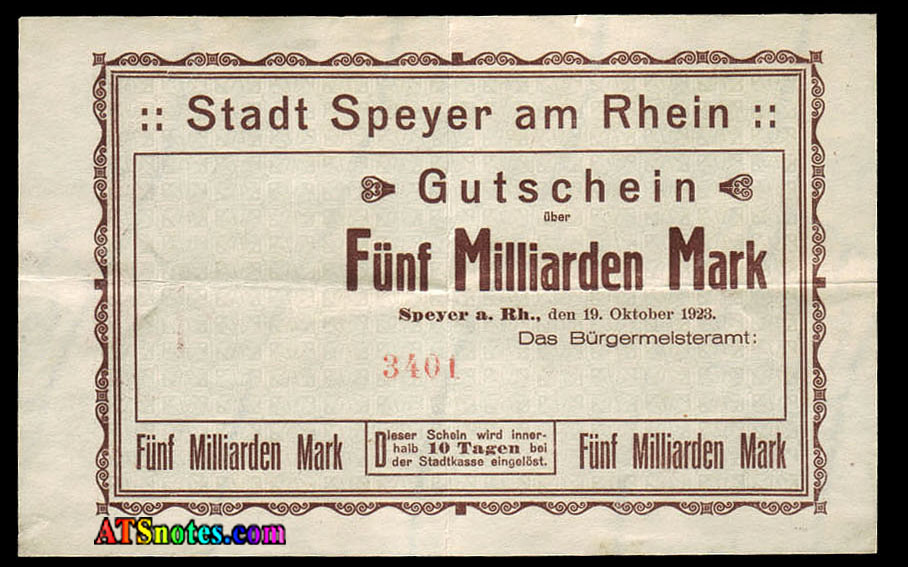 :: Stadt Speyer am Rhein ::
Gutschein
über
Fünf Milliarden Mark
Speyer a. Rh., den 19. Oktober 1923.
Das Bürgermeisteramt:
3401
Fünf Milliarden Mark
Dieser Schein wird inner-
halb 10 Tagen bei
der Stadtkasse eingelöst.
Fünf Milliarden Mark
ATSnotes.com